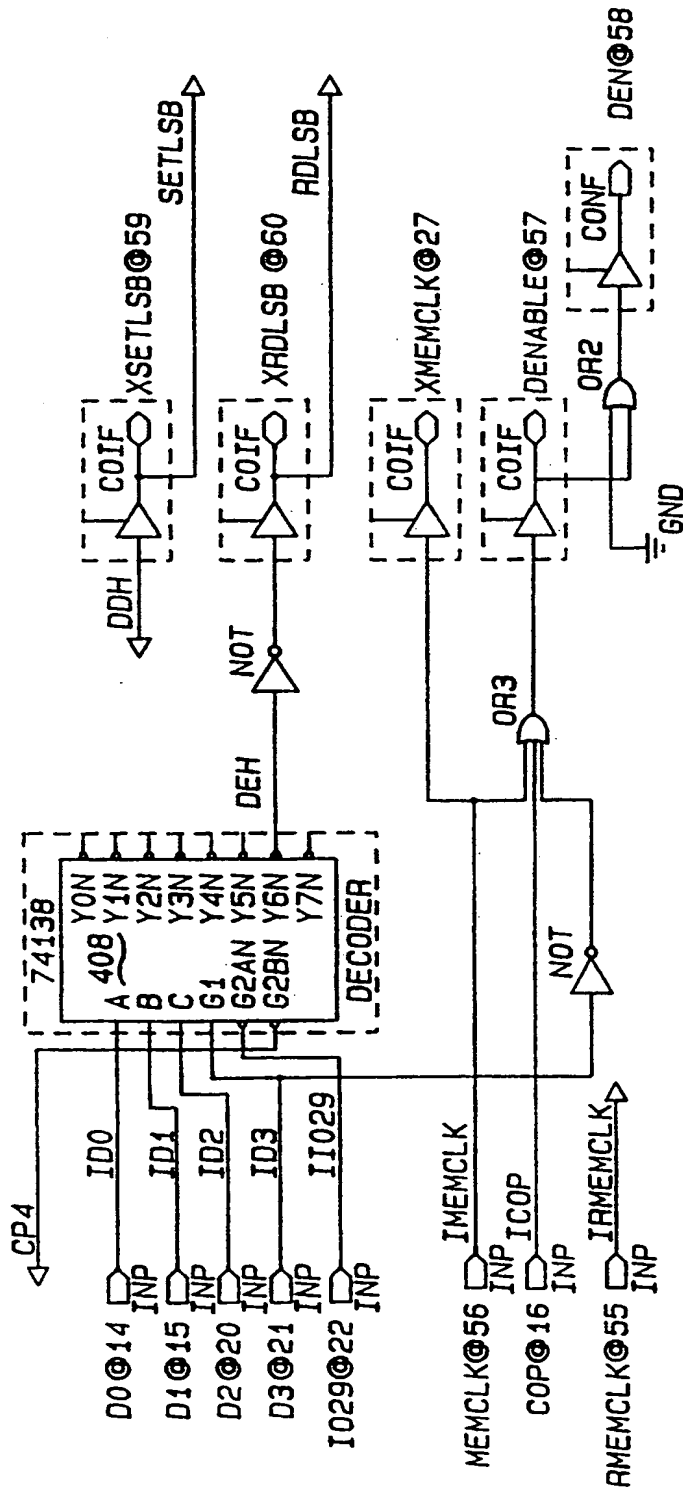 CP4
D0@14
INP
ID0
D1@15
INP
ID1
D2@20
INP
ID2
D3@21
INP
ID3
IO29@22
INP
IIO29
74138
408
A
B
C
G1
G2AN
G2BN
Y0N
Y1N
Y2N
Y3N
Y4N
Y5N
Y6N
Y7N
DECODER
DDH
COIF
XSETLSB@59
SETLSB
DEH
NOT
COIF
XRDLSB @60
RDLSB
MEMCLK@56
INP
IMEMCLK
COP@16
INP
ICOP
RMEMCLK@55
INP
IRMEMCLK
NOT
OR3
COIF
XMEMCLK@27
COIF
DENABLE@57
GND
OR2
CONF
DEN@58